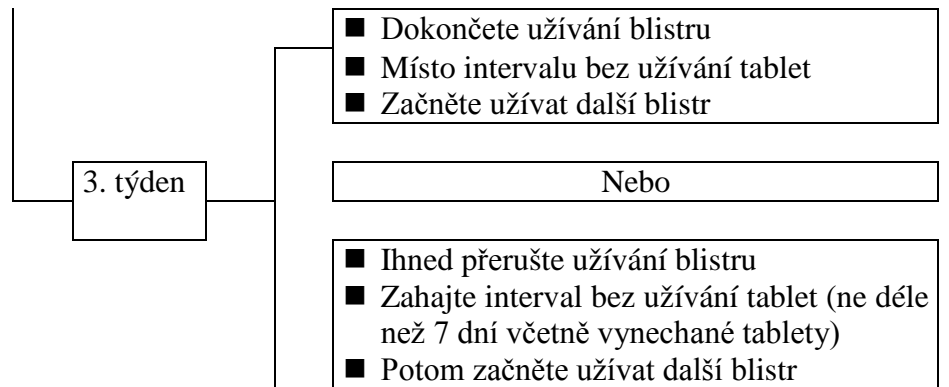 ■ Dokončete užívání blistru
■ Místo intervalu bez užívání tablet
■ Začněte užívat další blistr
3. týden
Nebo
■ Ihned přerušte užívání blistru
■ Zahajte interval bez užívání tablet (ne déle
než 7 dní včetně vynechané tablety)
■ Potom začněte užívat další blistr